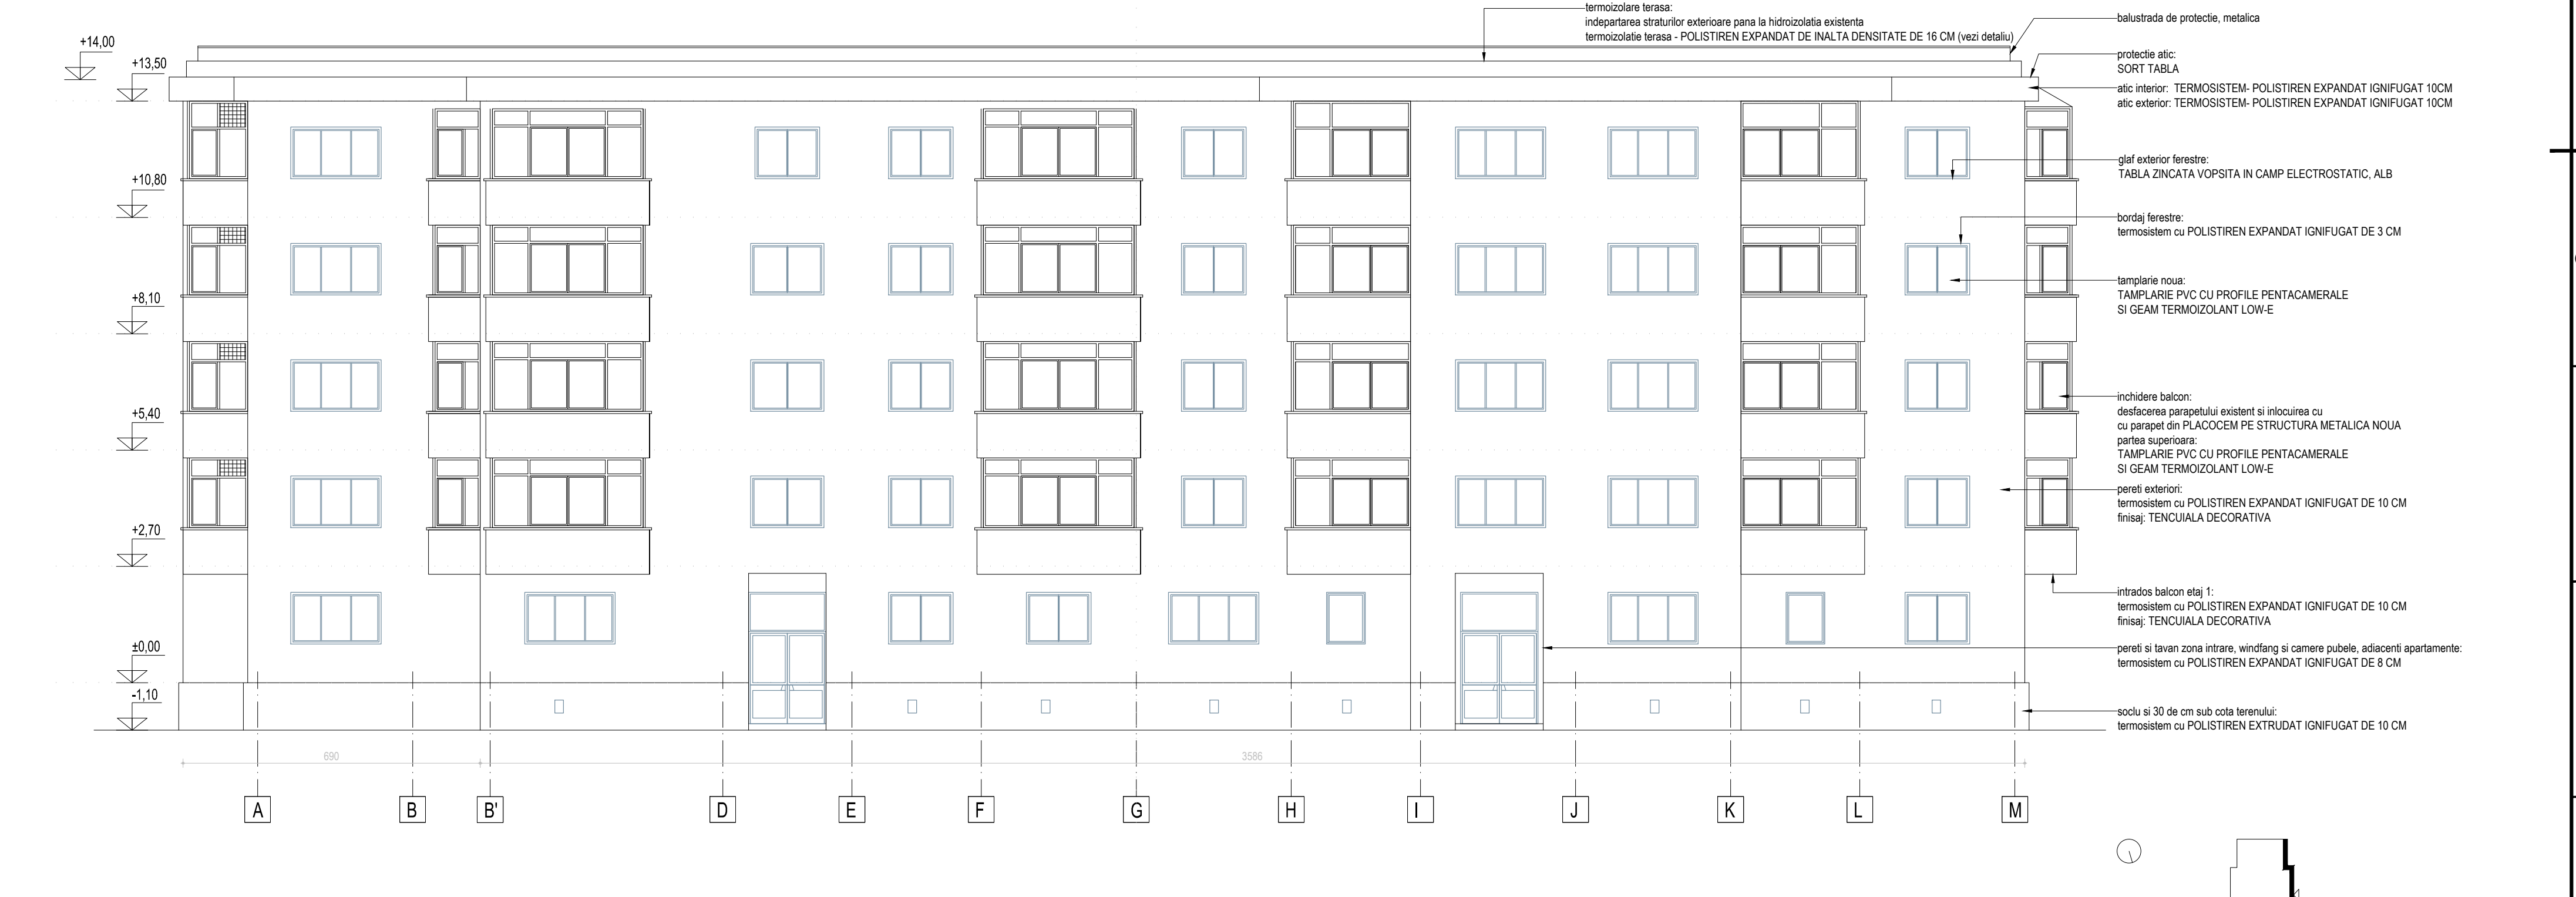 termoizolare terasa:
indepartarea straturilor exterioare pana la hidroizolatia existenta
termoizolatie terasa - POLISTIREN EXPANDAT DE INALTA DENSITATE DE 16 CM (vezi detaliu)
balustrada de protectie, metalica
protectie atic:
SORT TABLA
atic interior: TERMOSISTEM- POLISTIREN EXPANDAT IGNIFUGAT 10CM
atic exterior: TERMOSISTEM- POLISTIREN EXPANDAT IGNIFUGAT 10CM
glaf exterior ferestre:
TABLA ZINCATA VOPSITA IN CAMP ELECTROSTATIC, ALB
bordaj ferestre:
termosistem cu POLISTIREN EXPANDAT IGNIFUGAT DE 3 CM
tamplarie noua:
TAMPLARIE PVC CU PROFILE PENTACAMERALE
SI GEAM TERMOIZOLANT LOW-E
inchidere balcon:
desfacerea parapetului existent si inlocuirea cu
cu parapet din PLACOCEM PE STRUCTURA METALICA NOUA
partea superioara:
TAMPLARIE PVC CU PROFILE PENTACAMERALE
SI GEAM TERMOIZOLANT LOW-E
pereti exteriori:
termosistem cu POLISTIREN EXPANDAT IGNIFUGAT DE 10 CM
finisaj: TENCUIALA DECORATIVA
intrados balcon etaj 1:
termosistem cu POLISTIREN EXPANDAT IGNIFUGAT DE 10 CM
finisaj: TENCUIALA DECORATIVA
pereti si tavan zona intrare, windfang si camere pubele, adiacenti apartamente:
termosistem cu POLISTIREN EXPANDAT IGNIFUGAT DE 8 CM
soclu si 30 de cm sub cota terenului:
termosistem cu POLISTIREN EXTRUDAT IGNIFUGAT DE 10 CM
+14,00
+13,50
+10,80
+8,10
+5,40
+2,70
±0,00
-1,10
690
3586
A
B
B'
D
E
F
G
H
I
J
K
L
M